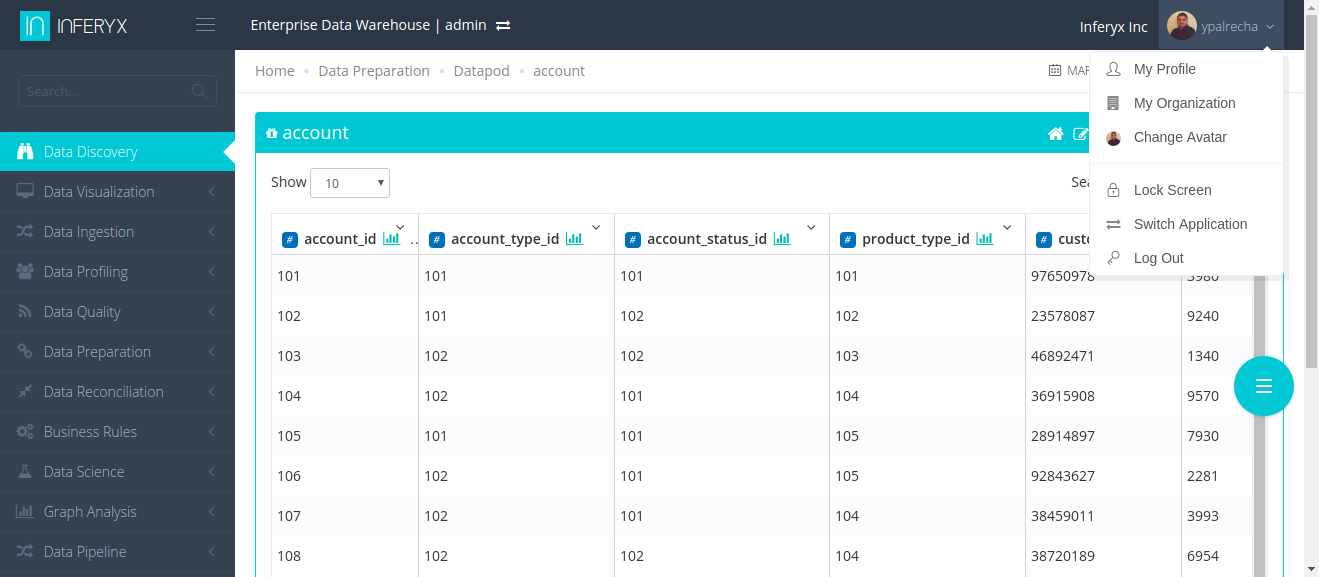 INFERYX
Enterprise Data Warehouse | admin
Inferyx Inc
ypalrecha
Search...
Home
Data Preparation
Datapod
account
My Profile
My Organization
Change Avatar
Lock Screen
Switch Application
Log Out
Data Discovery
Data Visualization
Data Ingestion
Data Profiling
Data Quality
Data Preparation
Data Reconciliation
Business Rules
Data Science
Graph Analysis
Data Pipeline
account
Show 10
# account_id .. # account_type_id # account_status_id # product_type_id #
101 101 101 101 97650978 3980
102 101 102 102 23578087 9240
103 102 102 103 46892471 1340
104 102 101 104 36915908 9570
105 101 101 105 28914897 7930
106 102 101 105 92843627 2281
107 102 101 104 38459011 3993
108 102 102 104 38720189 6954